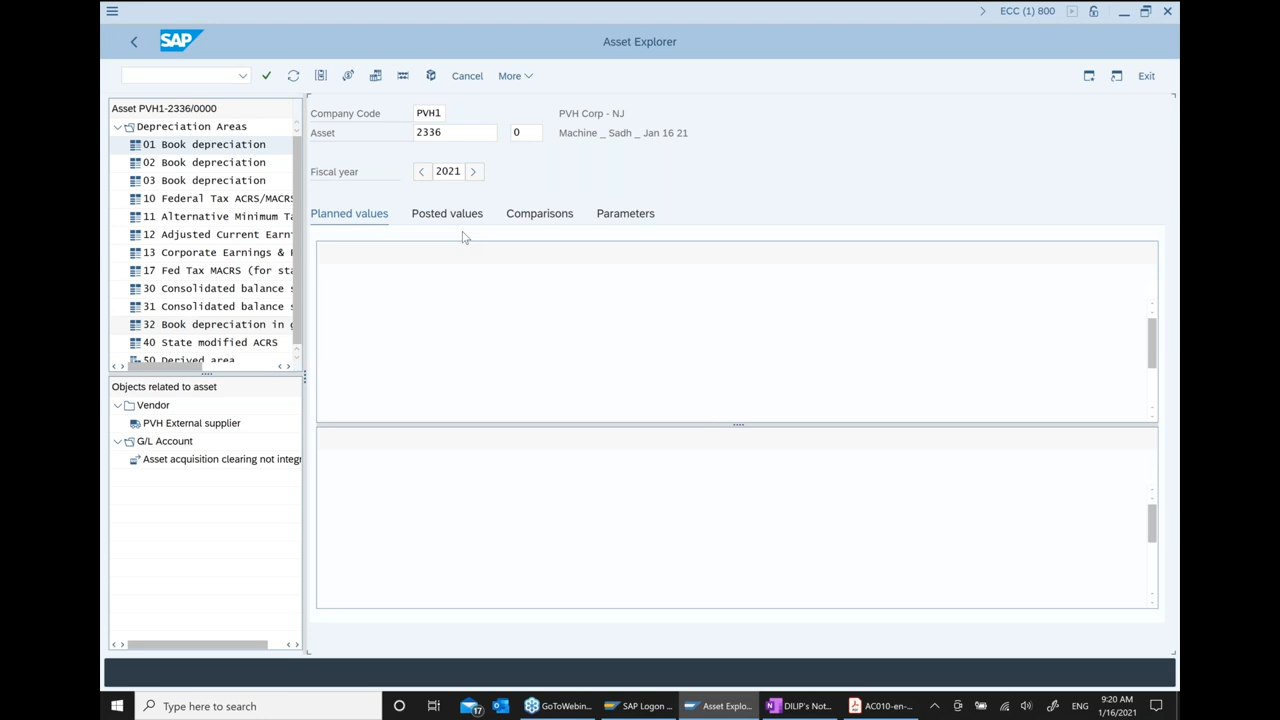 ECC (1) 800
SAP
Asset Explorer
Cancel
More
Exit
Asset PVH1-2336/0000
Depreciation Areas
01 Book depreciation
02 Book depreciation
03 Book depreciation
10 Federal Tax ACRS/MACRS
11 Alternative Minimum Ta
12 Adjusted Current Earn
13 Corporate Earnings &
17 Fed Tax MACRS (for sta
30 Consolidated balance s
31 Consolidated balance s
32 Book depreciation in g
40 State modified ACRS
50 Derived area
Company Code PVH1 PVH Corp - NJ
Asset 2336 0 Machine _ Sadh _ Jan 16 21
Fiscal year 2021
Planned values Posted values Comparisons Parameters
Objects related to asset
Vendor
PVH External supplier
G/L Account
Asset acquisition clearing not integr
Type here to search
17
GoToWebin...
SAP Logon ...
Asset Explo...
DILIP's Not...
AC010-en-...
ENG
9:20 AM
1/16/2021